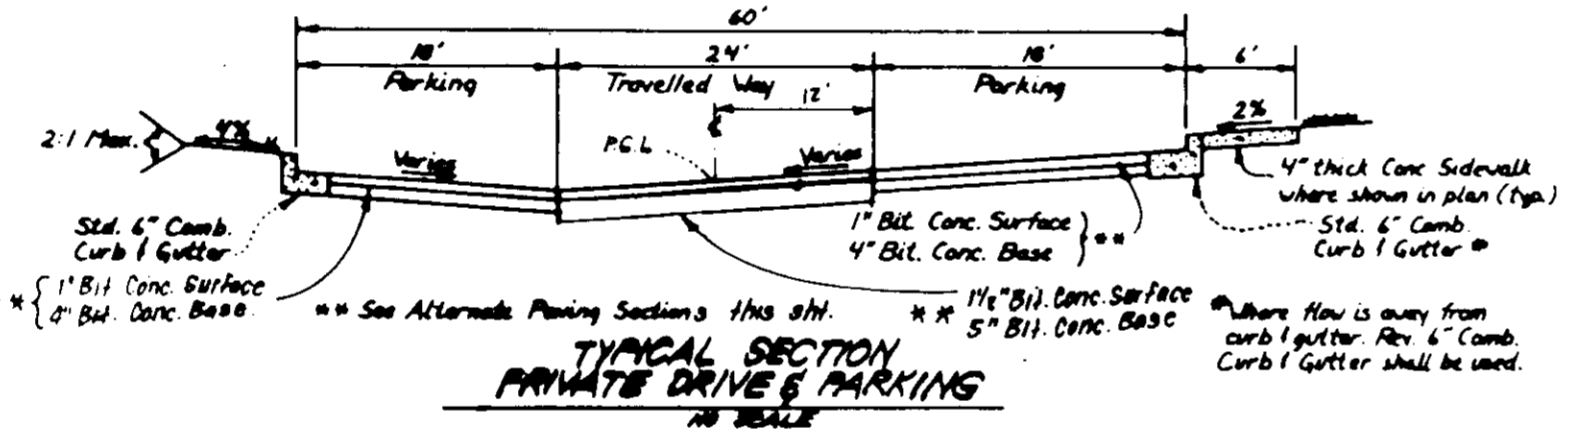 60'
18' 24' 18' 6'
Parking Travelled Way Parking
12'
2:1 Max. 4% 2%
℄
P.G.L.
Varies Varies
4" thick Conc Sidewalk
where shown in plan (typ.)
Std. 6" Comb.
Curb & Gutter
1" Bit. Conc. Surface
4" Bit. Conc. Base } **
Std. 6" Comb.
Curb & Gutter *
* { 1" Bit Conc. Surface
4" Bit. Conc. Base.
** See Alternate Paving Sections this sht.
** 1½" Bit. Conc. Surface
5" Bit. Conc. Base
* Where flow is away from
curb & gutter. Rev. 6" Comb.
Curb & Gutter shall be used.
TYPICAL SECTION
PRIVATE DRIVE & PARKING
NO SCALE